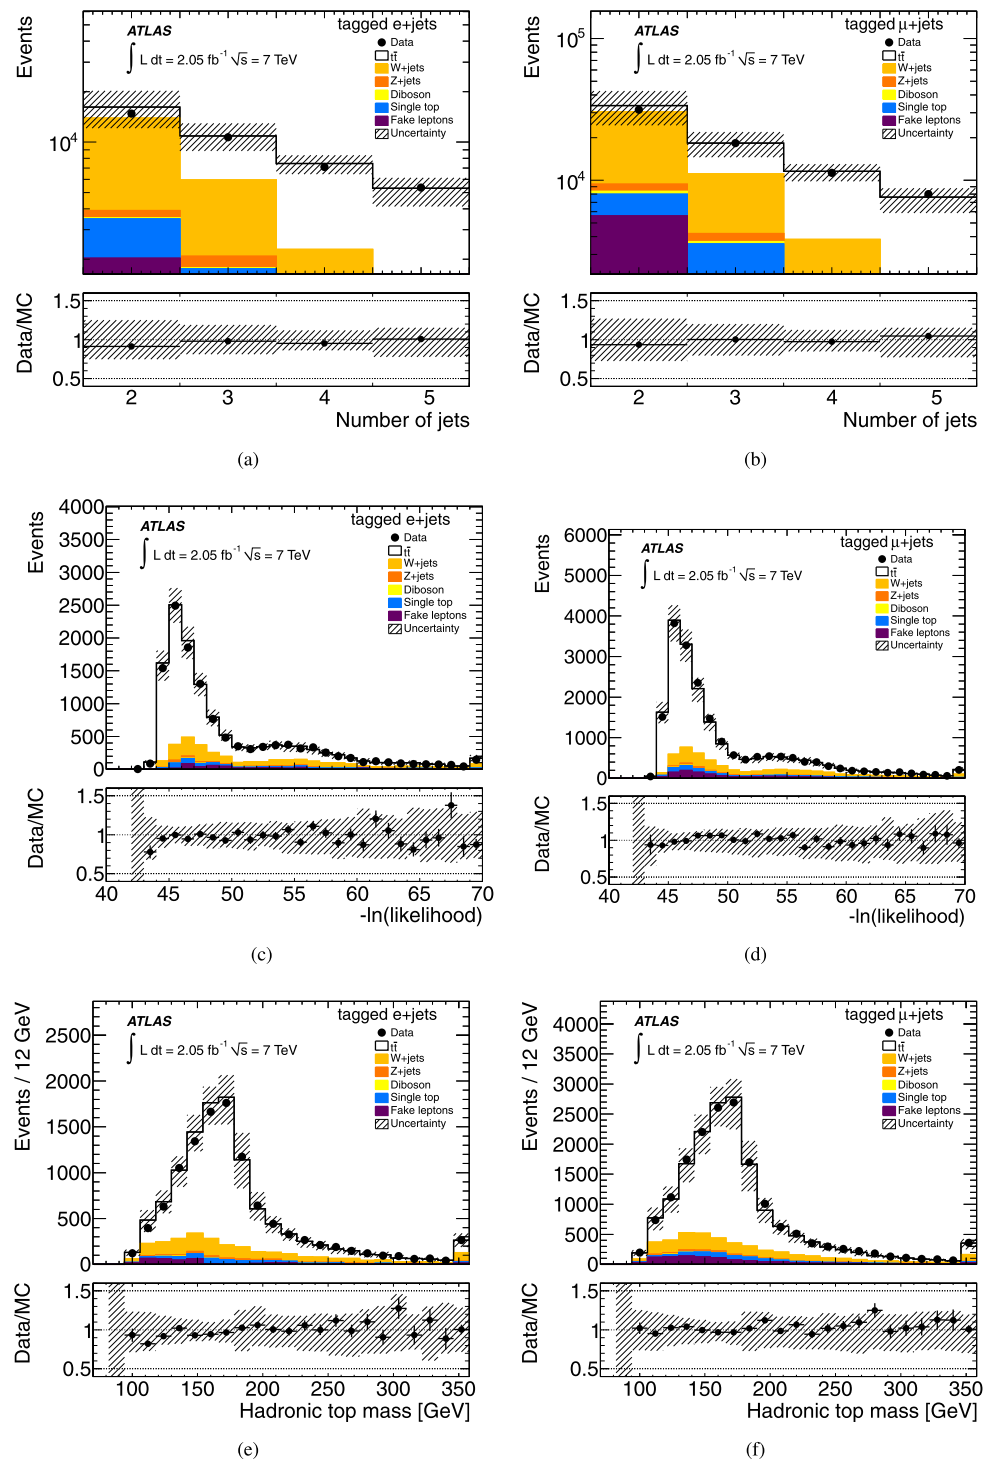 Events
ATLAS
∫ L dt = 2.05 fb⁻¹ √s = 7 TeV
tagged e+jets
Data
tt̄
W+jets
Z+jets
Diboson
Single top
Fake leptons
Uncertainty
10⁴
Data/MC
1.5
1
0.5
2 3 4 5
Number of jets
(a)
Events
ATLAS
∫ L dt = 2.05 fb⁻¹ √s = 7 TeV
tagged μ+jets
Data
tt̄
W+jets
Z+jets
Diboson
Single top
Fake leptons
Uncertainty
10⁵
10⁴
Data/MC
1.5
1
0.5
2 3 4 5
Number of jets
(b)
Events
4000
3500
3000
2500
2000
1500
1000
500
0
ATLAS
∫ L dt = 2.05 fb⁻¹ √s = 7 TeV
tagged e+jets
Data
tt̄
W+jets
Z+jets
Diboson
Single top
Fake leptons
Uncertainty
Data/MC
1.5
1
0.5
40 45 50 55 60 65 70
-ln(likelihood)
(c)
Events
6000
5000
4000
3000
2000
1000
0
ATLAS
∫ L dt = 2.05 fb⁻¹ √s = 7 TeV
tagged μ+jets
Data
tt̄
W+jets
Z+jets
Diboson
Single top
Fake leptons
Uncertainty
Data/MC
1.5
1
0.5
40 45 50 55 60 65 70
-ln(likelihood)
(d)
Events / 12 GeV
2500
2000
1500
1000
500
0
ATLAS
∫ L dt = 2.05 fb⁻¹ √s = 7 TeV
tagged e+jets
Data
tt̄
W+jets
Z+jets
Diboson
Single top
Fake leptons
Uncertainty
Data/MC
1.5
1
0.5
100 150 200 250 300 350
Hadronic top mass [GeV]
(e)
Events / 12 GeV
4000
3500
3000
2500
2000
1500
1000
500
0
ATLAS
∫ L dt = 2.05 fb⁻¹ √s = 7 TeV
tagged μ+jets
Data
tt̄
W+jets
Z+jets
Diboson
Single top
Fake leptons
Uncertainty
Data/MC
1.5
1
0.5
100 150 200 250 300 350
Hadronic top mass [GeV]
(f)